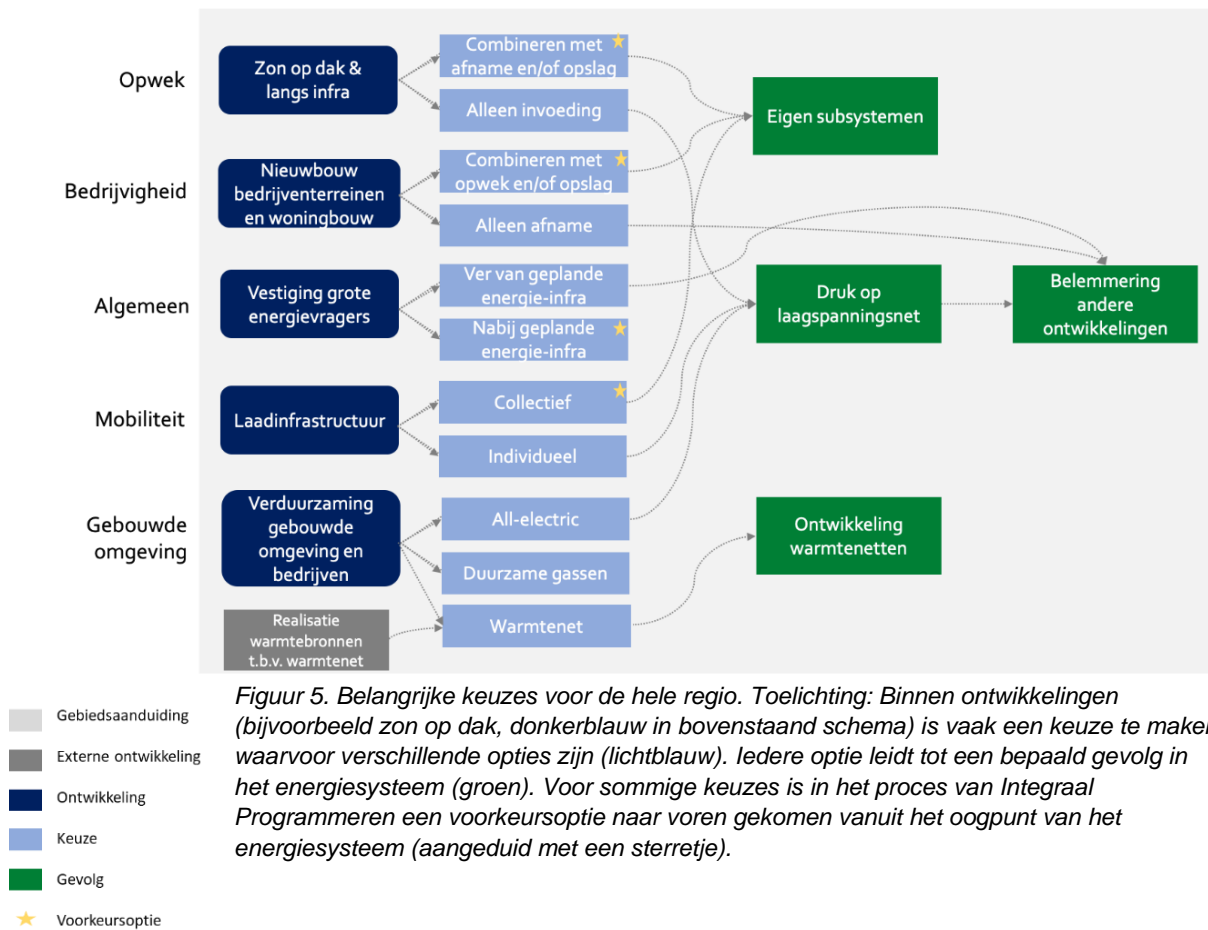 Opwek
Zon op dak &
langs infra
Combineren met
afname en/of opslag
Alleen invoeding
Eigen subsystemen
Bedrijvigheid
Nieuwbouw
bedrijventerreinen
en woningbouw
Combineren met
opwek en/of opslag
Alleen afname
Algemeen
Vestiging grote
energievragers
Ver van geplande
energie-infra
Nabij geplande
energie-infra
Druk op
laagspanningsnet
Belemmering
andere
ontwikkelingen
Mobiliteit
Laadinfrastructuur
Collectief
Individueel
Gebouwde
omgeving
Verduurzaming
gebouwde
omgeving en
bedrijven
All-electric
Duurzame gassen
Warmtenet
Ontwikkeling
warmtenetten
Realisatie
warmtebronnen
t.b.v. warmtenet
Gebiedsaanduiding
Externe ontwikkeling
Ontwikkeling
Keuze
Gevolg
Voorkeursoptie
Figuur 5. Belangrijke keuzes voor de hele regio. Toelichting: Binnen ontwikkelingen
(bijvoorbeeld zon op dak, donkerblauw in bovenstaand schema) is vaak een keuze te make
waarvoor verschillende opties zijn (lichtblauw). Iedere optie leidt tot een bepaald gevolg in
het energiesysteem (groen). Voor sommige keuzes is in het proces van Integraal
Programmeren een voorkeursoptie naar voren gekomen vanuit het oogpunt van het
energiesysteem (aangeduid met een sterretje).